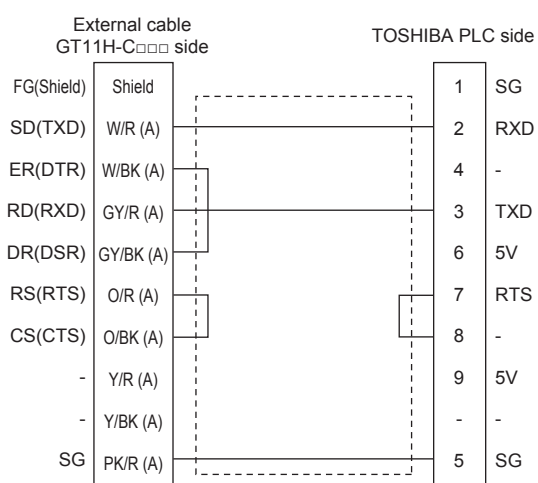 External cable
GT11H-C□□□ side
TOSHIBA PLC side
FG(Shield) Shield 1 SG
SD(TXD) W/R (A) 2 RXD
ER(DTR) W/BK (A) 4 -
RD(RXD) GY/R (A) 3 TXD
DR(DSR) GY/BK (A) 6 5V
RS(RTS) O/R (A) 7 RTS
CS(CTS) O/BK (A) 8 -
- Y/R (A) 9 5V
- Y/BK (A) - -
SG PK/R (A) 5 SG